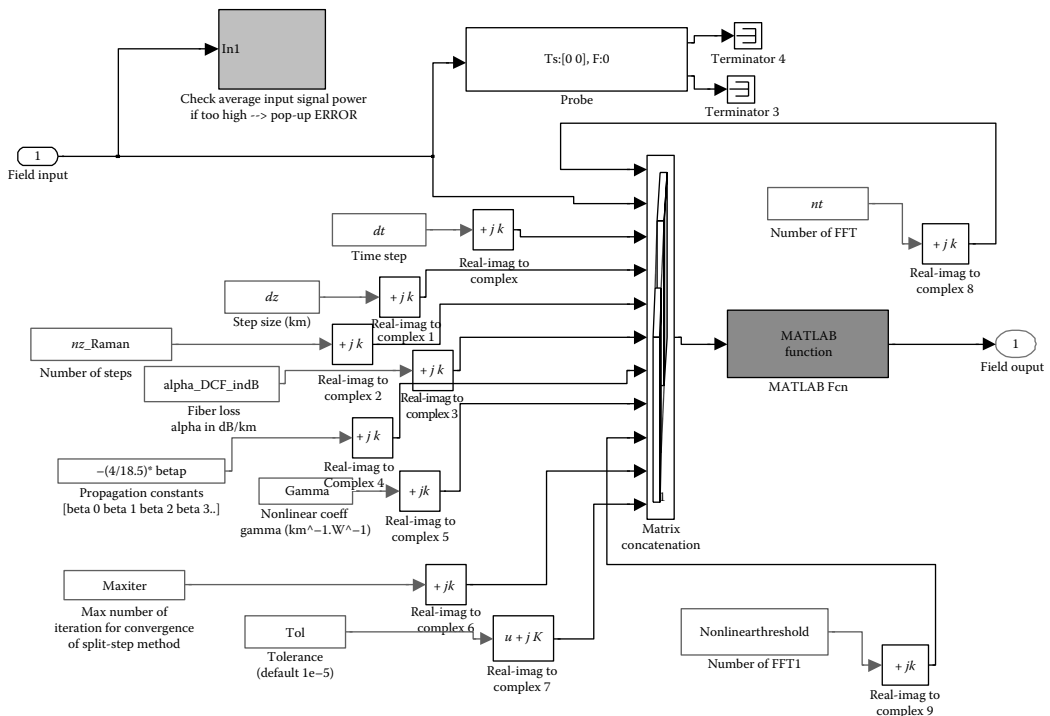 In1
Check average input signal power
if too high --> pop-up ERROR
Ts:[0 0], F:0
Probe
Terminator 4
Terminator 3
1
Field input
dt
Time step
+ j k
Real-imag to
complex
nt
Number of FFT
+ j k
Real-imag to
complex 8
dz
Step size (km)
+ j k
Real-imag to
complex 1
nz_Raman
Number of steps
+ j k
Real-imag to
complex 2
alpha_DCF_indB
Fiber loss
alpha in dB/km
+ j k
Real-imag to
complex 3
MATLAB
function
MATLAB Fcn
1
Field ouput
−(4/18.5)* betap
Propagation constants
[beta 0 beta 1 beta 2 beta 3..]
+ j k
Real-imag to
Complex 4
Gamma
Nonlinear coeff
gamma (km^−1.W^−1)
+ jk
Real-imag to
complex 5
1
Matrix
concatenation
Maxiter
Max number of
iteration for convergence
of split-step method
+ jk
Real-imag to
complex 6
Tol
Tolerance
(default 1e−5)
u + j K
Real-imag to
complex 7
Nonlinearthreshold
Number of FFT1
+ jk
Real-imag to
complex 9